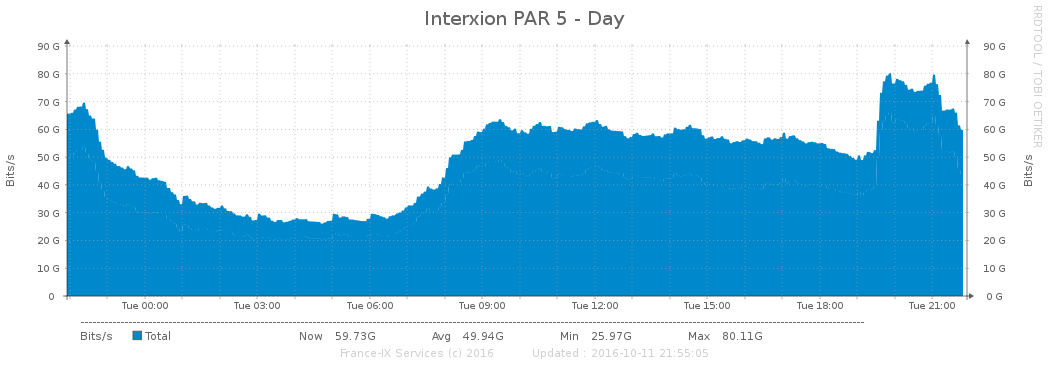 Interxion PAR 5 - Day
RRDTOOL / TOBI OETIKER
Bits/s
90 G
80 G
70 G
60 G
50 G
40 G
30 G
20 G
10 G
0
90 G
80 G
70 G
60 G
50 G
40 G
30 G
20 G
10 G
0 G
Bits/s
Tue 00:00 Tue 03:00 Tue 06:00 Tue 09:00 Tue 12:00 Tue 15:00 Tue 18:00 Tue 21:00
Bits/s Total Now 59.73G Avg 49.94G Min 25.97G Max 80.11G
France-IX Services (c) 2016 Updated : 2016-10-11 21:55:05